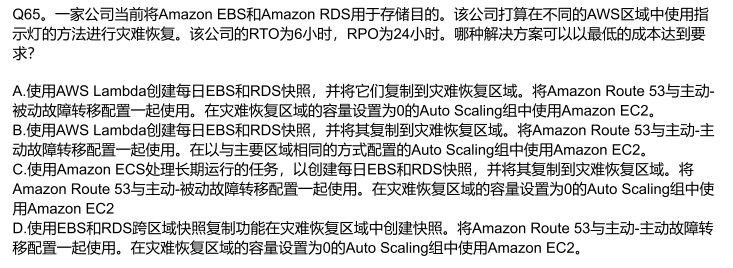 Q65。一家公司当前将Amazon EBS和Amazon RDS用于存储目的。该公司打算在不同的AWS区域中使用指
示灯的方法进行灾难恢复。该公司的RTO为6小时，RPO为24小时。哪种解决方案可以以最低的成本达到要
求?
A.使用AWS Lambda创建每日EBS和RDS快照，并将它们复制到灾难恢复区域。将Amazon Route 53与主动-
被动故障转移配置一起使用。在灾难恢复区域的容量设置为0的Auto Scaling组中使用Amazon EC2。
B.使用AWS Lambda创建每日EBS和RDS快照，并将其复制到灾难恢复区域。将Amazon Route 53与主动-主
动故障转移配置一起使用。在以与主要区域相同的方式配置的Auto Scaling组中使用Amazon EC2。
C.使用Amazon ECS处理长期运行的任务，以创建每日EBS和RDS快照，并将其复制到灾难恢复区域。将
Amazon Route 53与主动-被动故障转移配置一起使用。在灾难恢复区域的容量设置为0的Auto Scaling组中使
用Amazon EC2
D.使用EBS和RDS跨区域快照复制功能在灾难恢复区域中创建快照。将Amazon Route 53与主动-主动故障转
移配置一起使用。在灾难恢复区域的容量设置为0的Auto Scaling组中使用Amazon EC2。